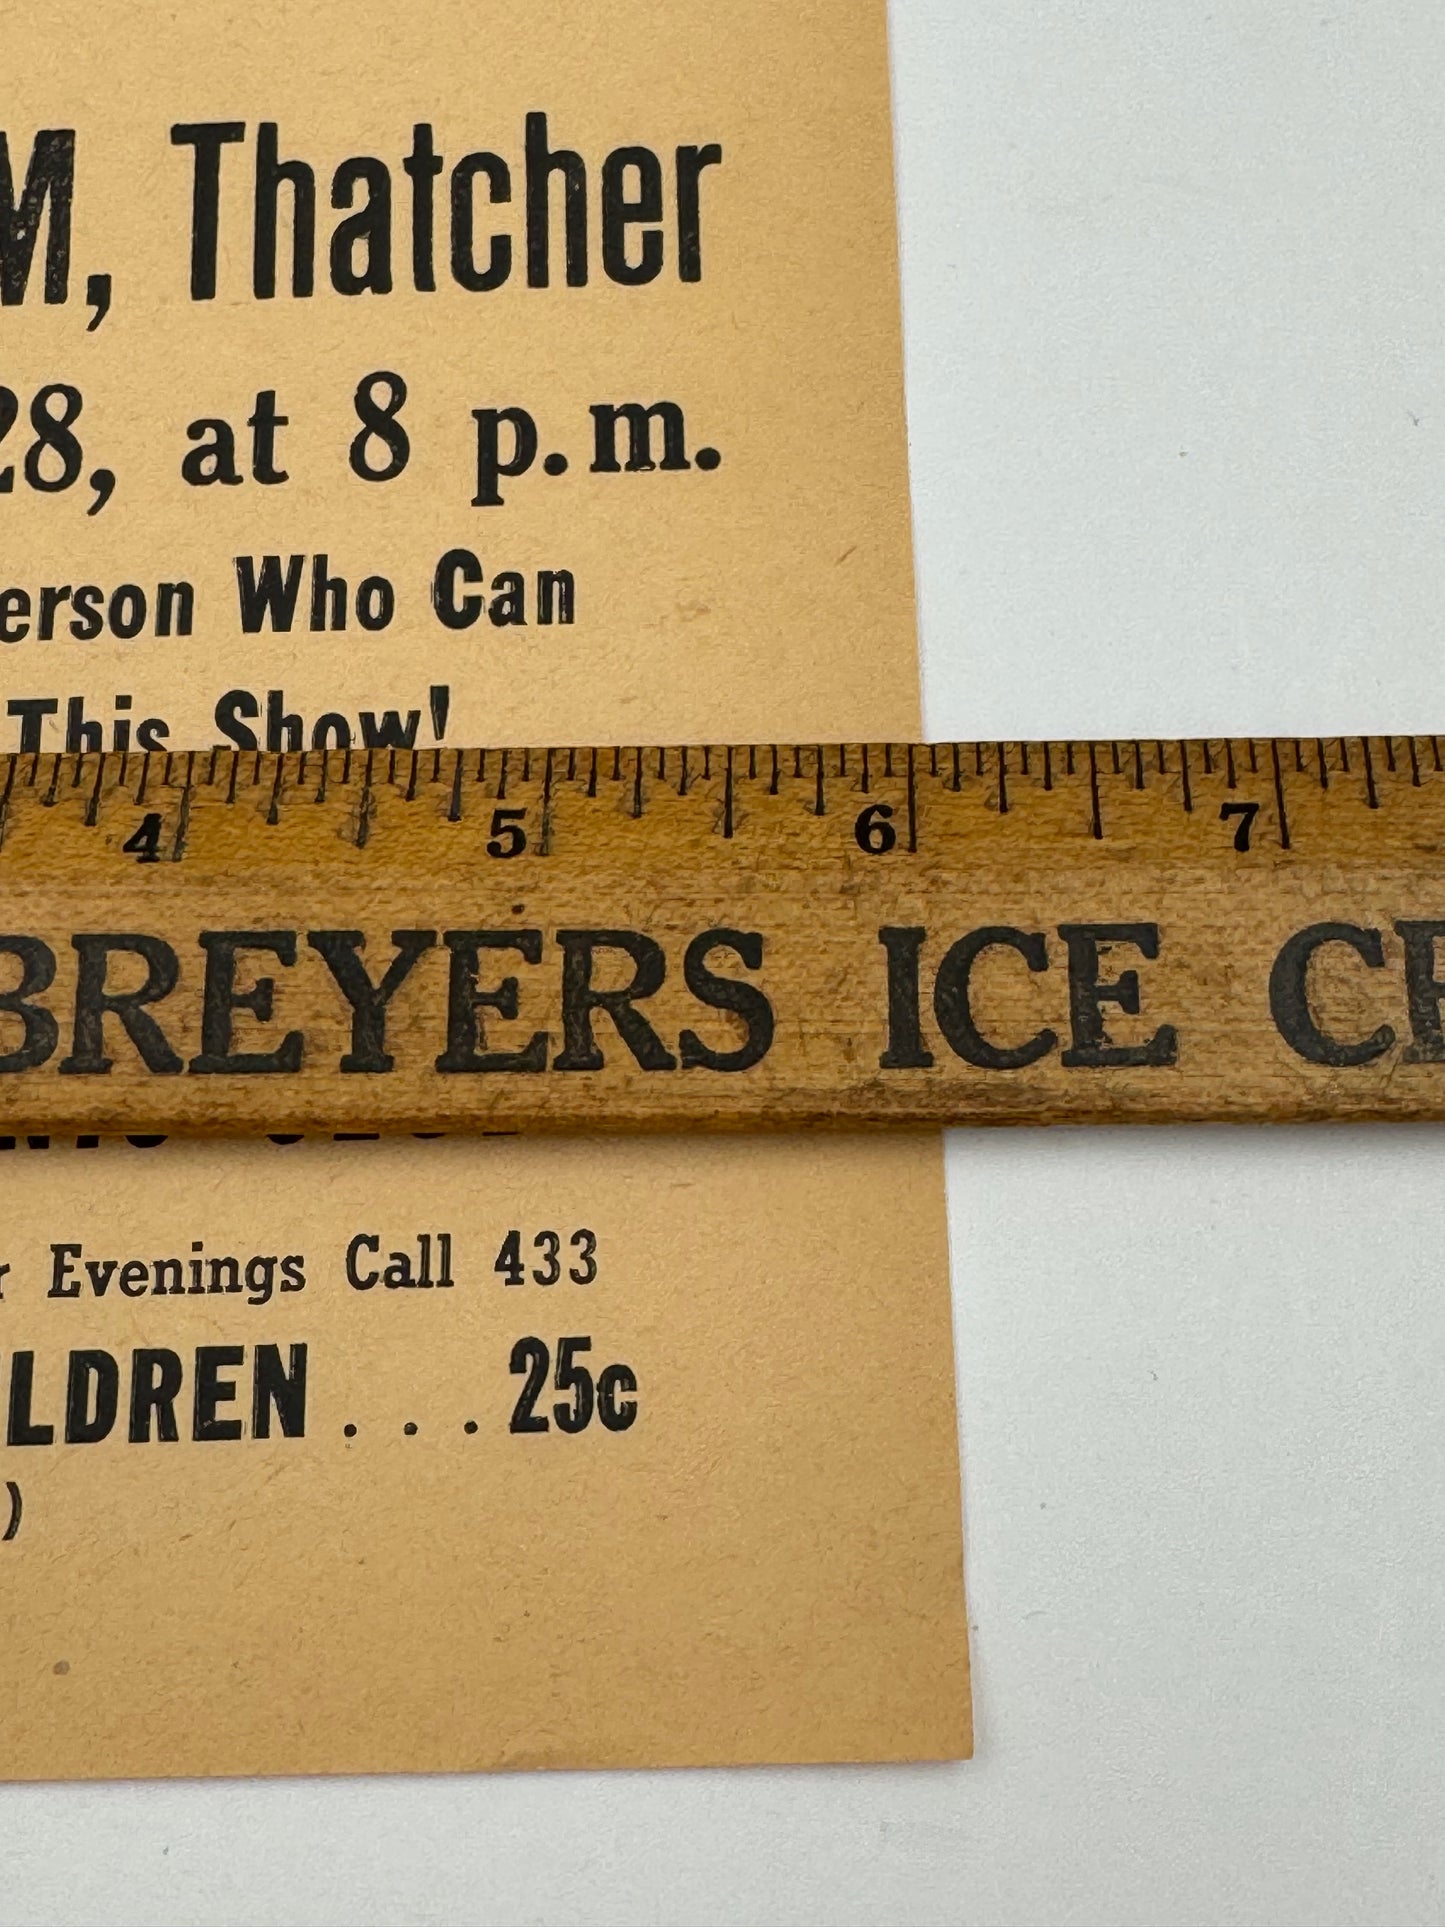 M, Thatcher
28, at 8 p.m.
erson Who Can
This Show!
4 5 6 7
BREYERS ICE CR
r Evenings Call 433
ILDREN . . . 25c
)